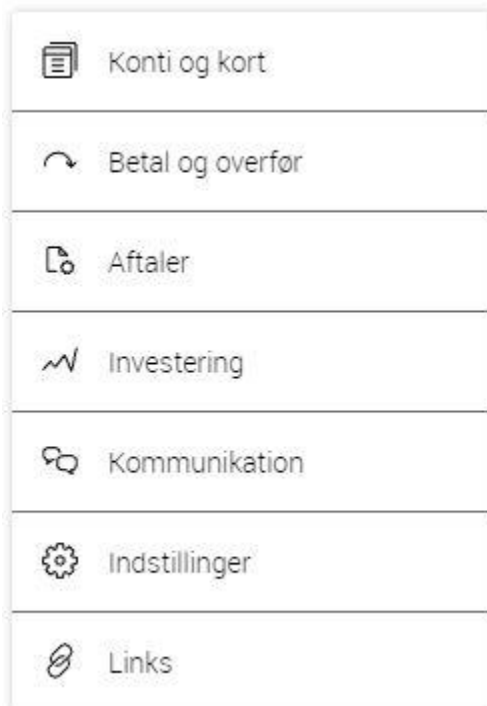 Konti og kort
Betal og overfør
Aftaler
Investering
Kommunikation
Indstillinger
Links